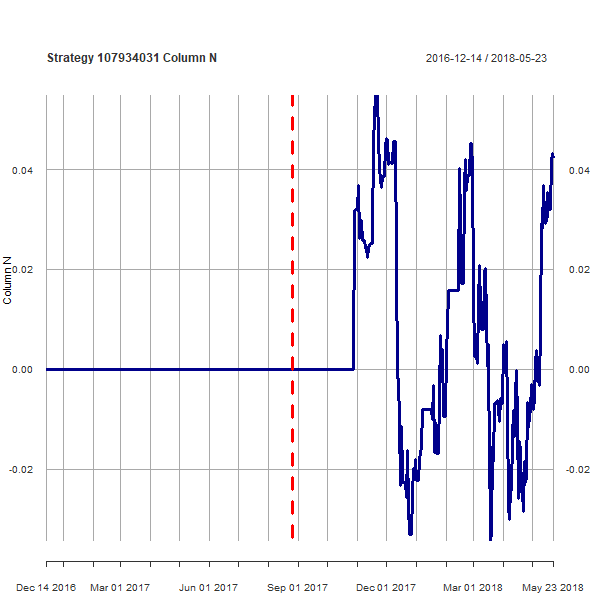 Strategy 107934031 Column N 2016-12-14 / 2018-05-23
0.04 0.04
0.02 0.02
Column N
0.00 0.00
-0.02 -0.02
Dec 14 2016 Mar 01 2017 Jun 01 2017 Sep 01 2017 Dec 01 2017 Mar 01 2018 May 23 2018